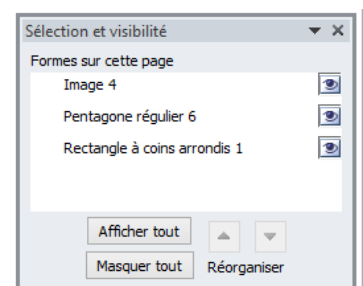 Sélection et visibilité
Formes sur cette page
Image 4
Pentagone régulier 6
Rectangle à coins arrondis 1
Afficher tout
Masquer tout Réorganiser